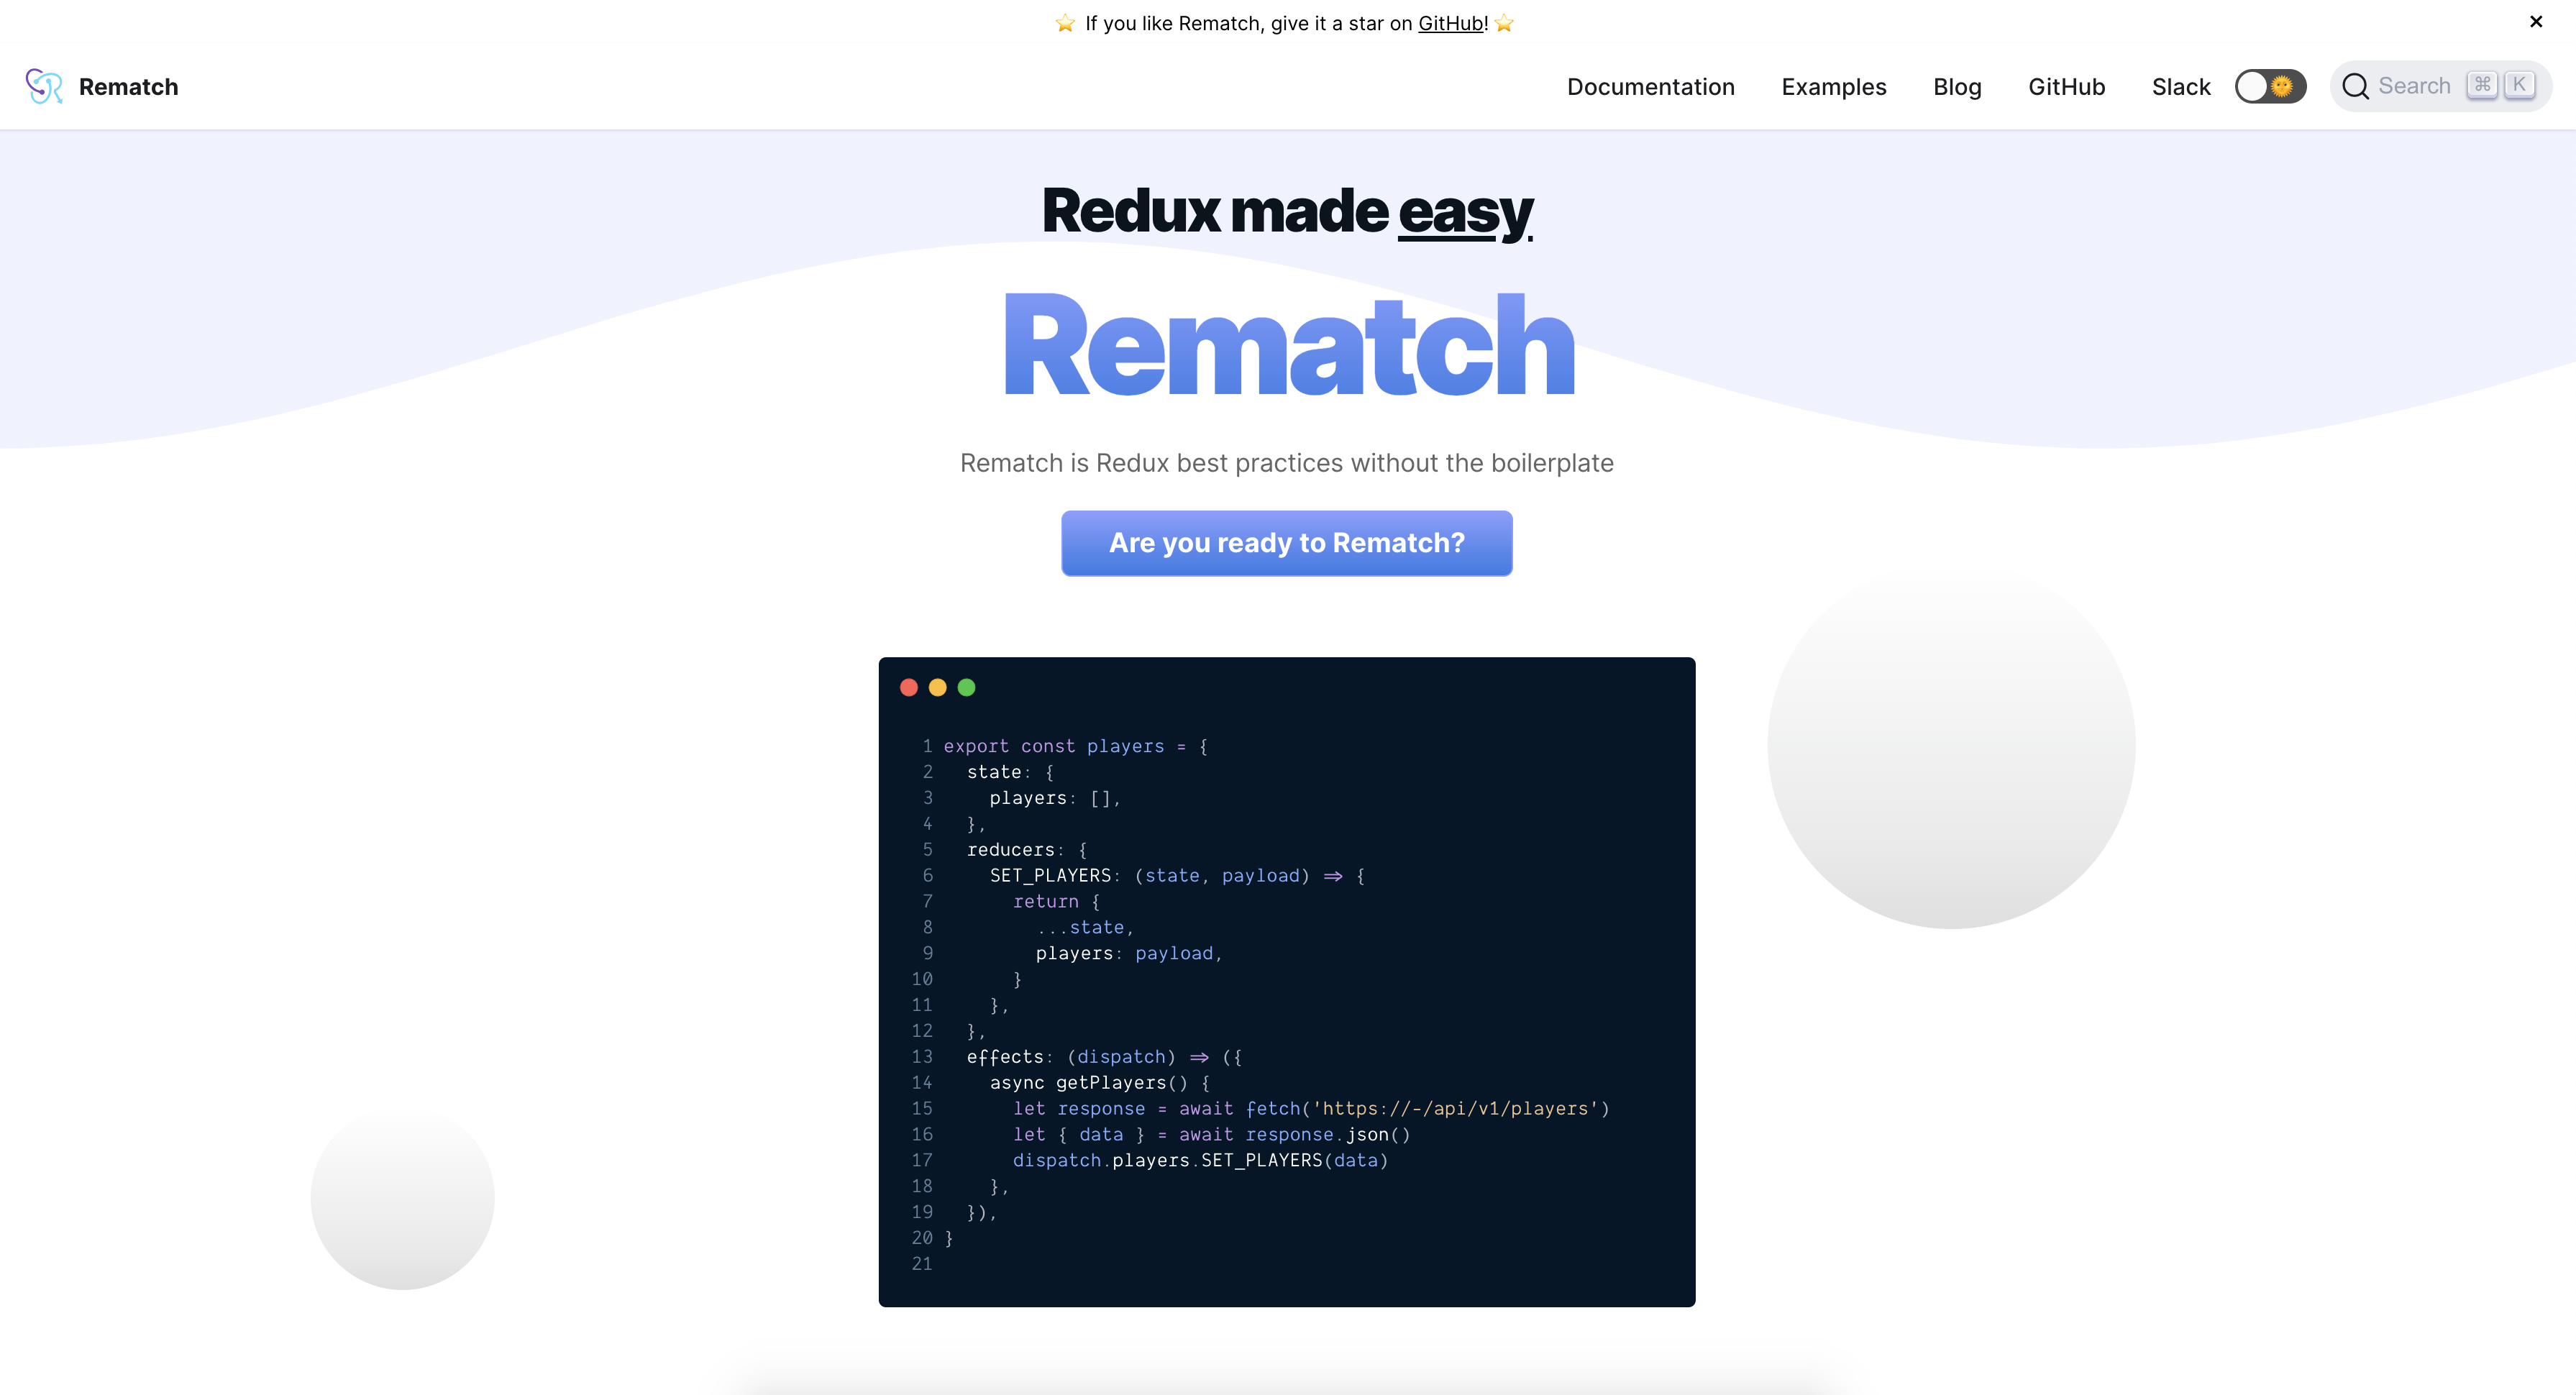 ⭐️ If you like Rematch, give it a star on GitHub! ⭐️ ×
Rematch Documentation Examples Blog GitHub Slack 🌞 Search ⌘ K
Redux made easy
Rematch
Rematch is Redux best practices without the boilerplate
Are you ready to Rematch?
1 export const players = {
2   state: {
3     players: [],
4   },
5   reducers: {
6     SET_PLAYERS: (state, payload) => {
7       return {
8         ...state,
9         players: payload,
10       }
11     },
12   },
13   effects: (dispatch) => ({
14     async getPlayers() {
15       let response = await fetch('https://-/api/v1/players')
16       let { data } = await response.json()
17       dispatch.players.SET_PLAYERS(data)
18     },
19   }),
20 }
21